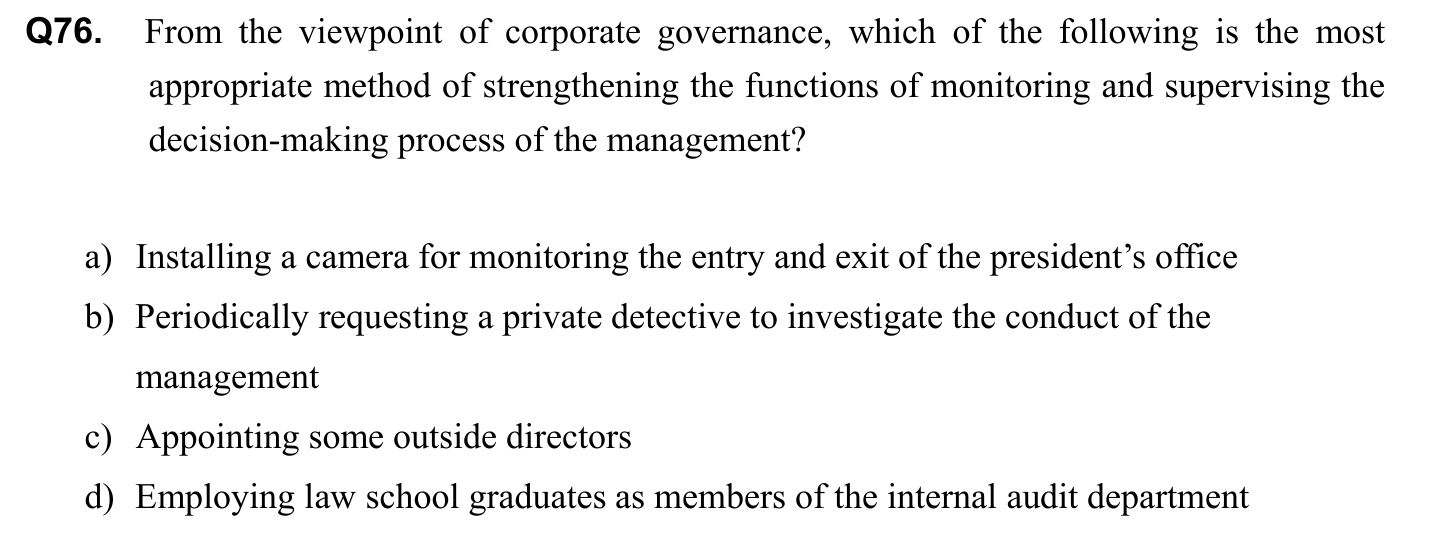 Q76. From the viewpoint of corporate governance, which of the following is the most
appropriate method of strengthening the functions of monitoring and supervising the
decision-making process of the management?
a) Installing a camera for monitoring the entry and exit of the president’s office
b) Periodically requesting a private detective to investigate the conduct of the
management
c) Appointing some outside directors
d) Employing law school graduates as members of the internal audit department